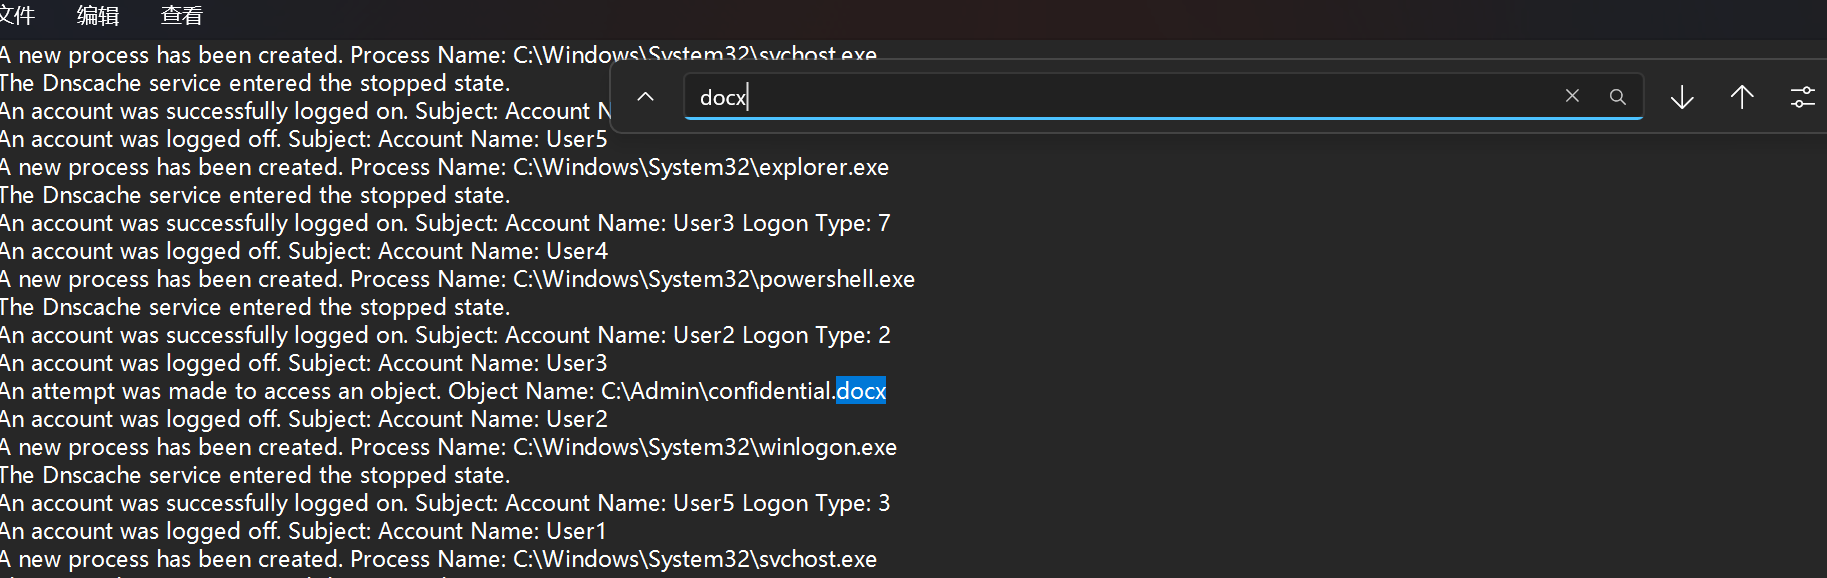 文件 编辑 查看
A new process has been created. Process Name: C:\Windows\System32\svchost.exe
The Dnscache service entered the stopped state.
docx
An account was successfully logged on. Subject: Account N
An account was logged off. Subject: Account Name: User5
A new process has been created. Process Name: C:\Windows\System32\explorer.exe
The Dnscache service entered the stopped state.
An account was successfully logged on. Subject: Account Name: User3 Logon Type: 7
An account was logged off. Subject: Account Name: User4
A new process has been created. Process Name: C:\Windows\System32\powershell.exe
The Dnscache service entered the stopped state.
An account was successfully logged on. Subject: Account Name: User2 Logon Type: 2
An account was logged off. Subject: Account Name: User3
An attempt was made to access an object. Object Name: C:\Admin\confidential.docx
An account was logged off. Subject: Account Name: User2
A new process has been created. Process Name: C:\Windows\System32\winlogon.exe
The Dnscache service entered the stopped state.
An account was successfully logged on. Subject: Account Name: User5 Logon Type: 3
An account was logged off. Subject: Account Name: User1
A new process has been created. Process Name: C:\Windows\System32\svchost.exe